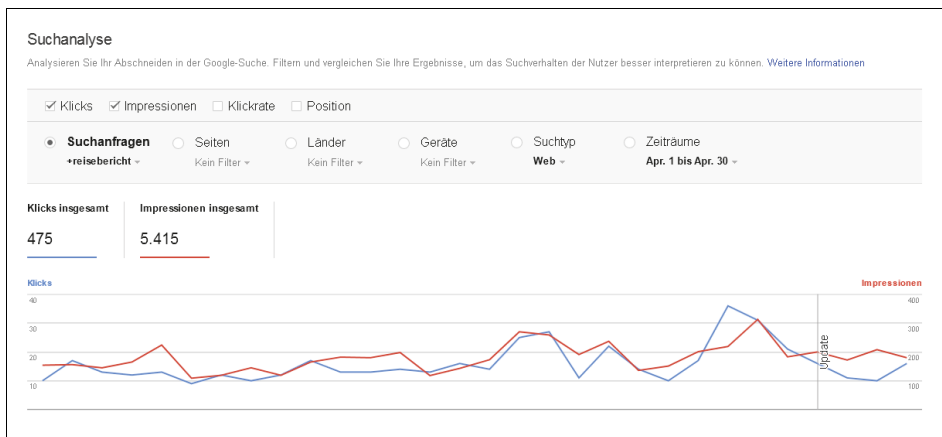 Suchanalyse
Analysieren Sie Ihr Abschneiden in der Google-Suche. Filtern und vergleichen Sie Ihre Ergebnisse, um das Suchverhalten der Nutzer besser interpretieren zu können. Weitere Informationen
Klicks Impressionen Klickrate Position
Suchanfragen Seiten Länder Geräte Suchtyp Zeiträume
+reisebericht Kein Filter Kein Filter Kein Filter Web Apr. 1 bis Apr. 30
Klicks insgesamt Impressionen insgesamt
475 5.415
Klicks Impressionen
40 400
30 300
20 200
10 100
Update